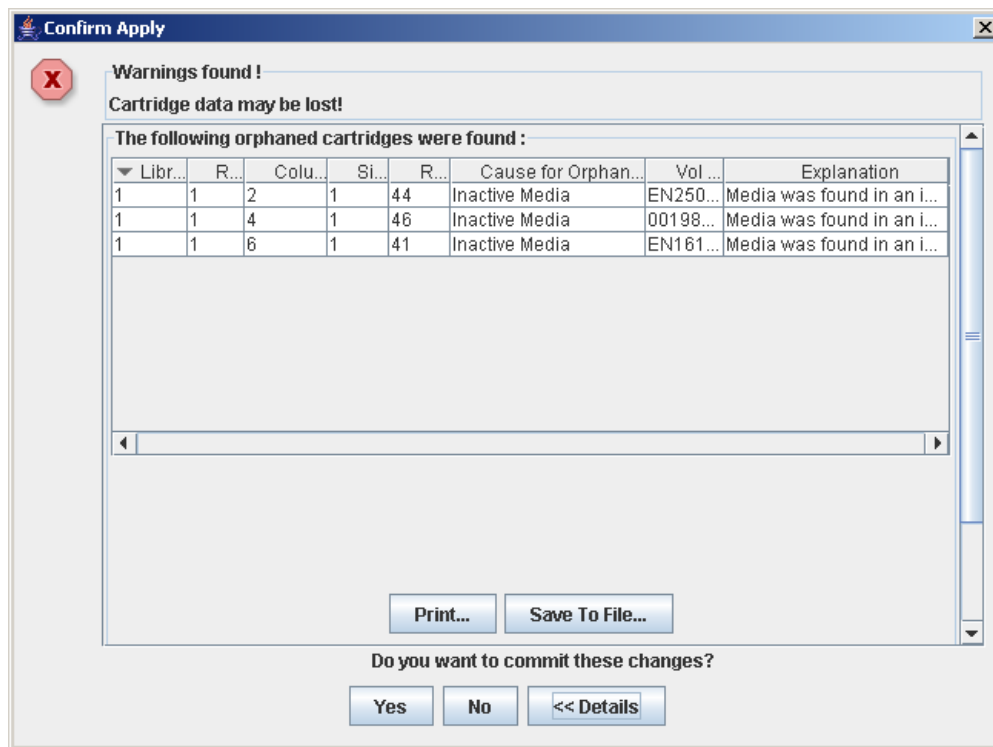 Confirm Apply
X
Warnings found !
Cartridge data may be lost!
The following orphaned cartridges were found :
Libr... R... Colu... Si... R... Cause for Orphan... Vol ... Explanation
1 1 2 1 44 Inactive Media EN250... Media was found in an i...
1 1 4 1 46 Inactive Media 00198... Media was found in an i...
1 1 6 1 41 Inactive Media EN161... Media was found in an i...
Print... Save To File...
Do you want to commit these changes?
Yes No << Details